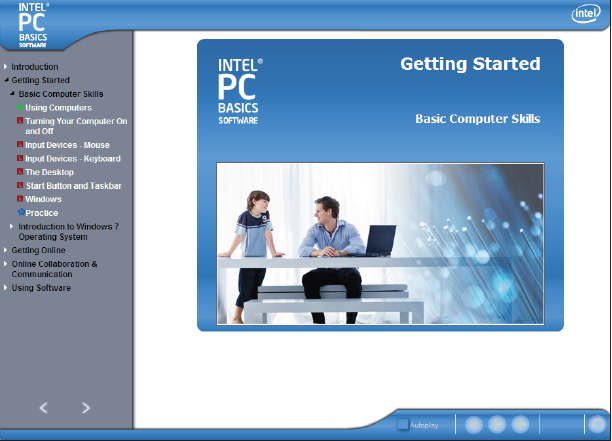 INTEL®
PC
BASICS
SOFTWARE
intel
Introduction
Getting Started
Basic Computer Skills
Using Computers
Turning Your Computer On
and Off
Input Devices - Mouse
Input Devices - Keyboard
The Desktop
Start Button and Taskbar
Windows
Practice
Introduction to Windows 7
Operating System
Getting Online
Online Collaboration &
Communication
Using Software
INTEL®
PC
BASICS
SOFTWARE
Getting Started
Basic Computer Skills
Autoplay